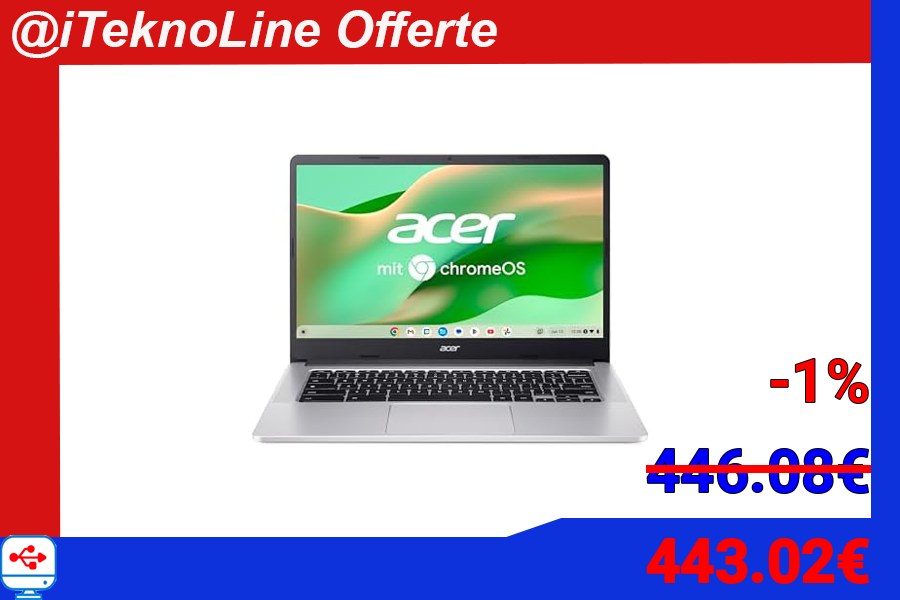 @iTeknoLine Offerte
acer
mit chromeOS
acer
-1%
446.08€
443.02€